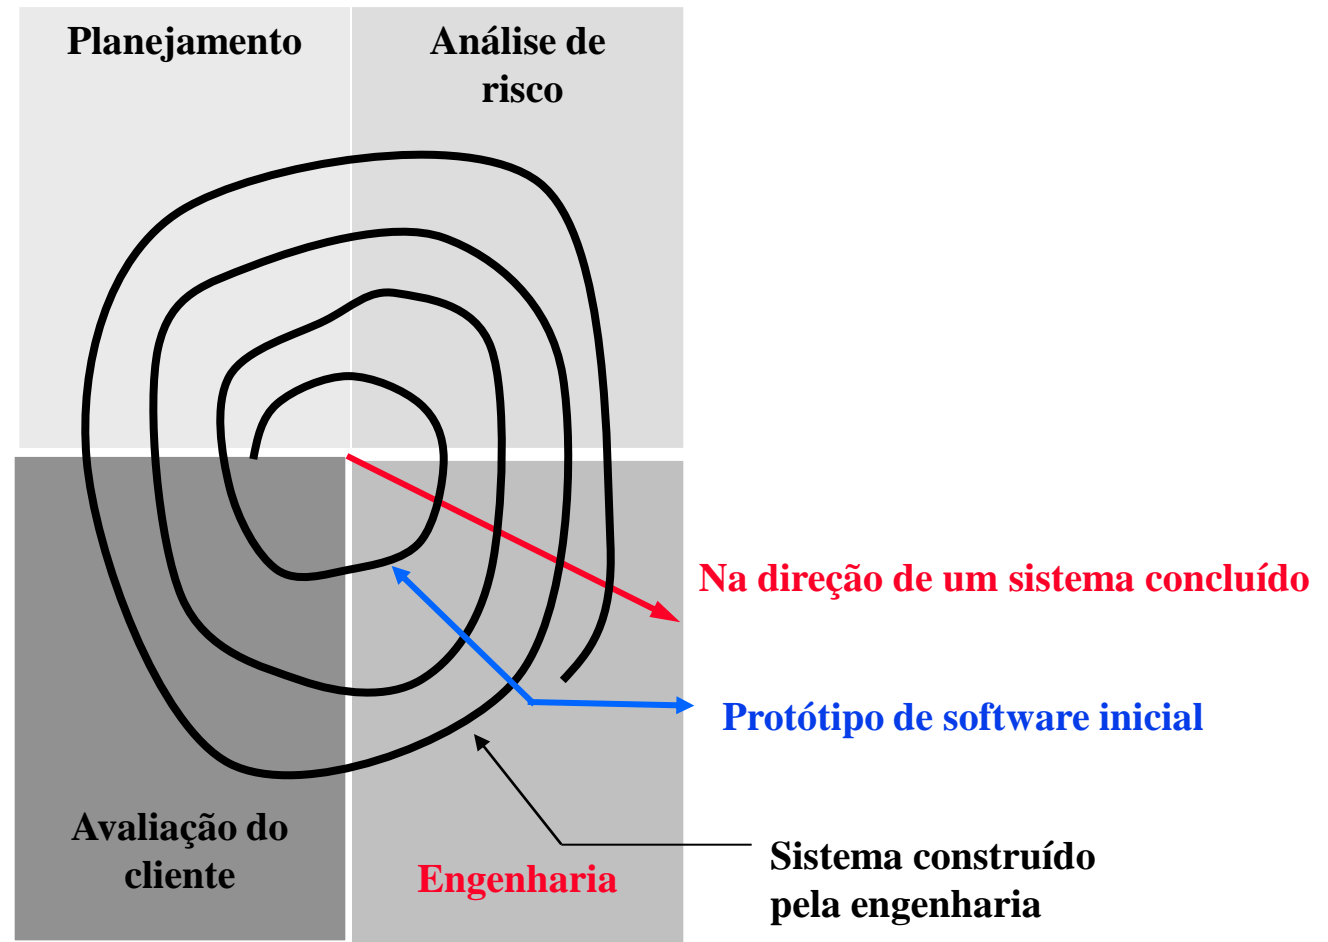 Planejamento
Análise de
risco
Na direção de um sistema concluído
Protótipo de software inicial
Avaliação do
cliente
Engenharia
Sistema construído
pela engenharia